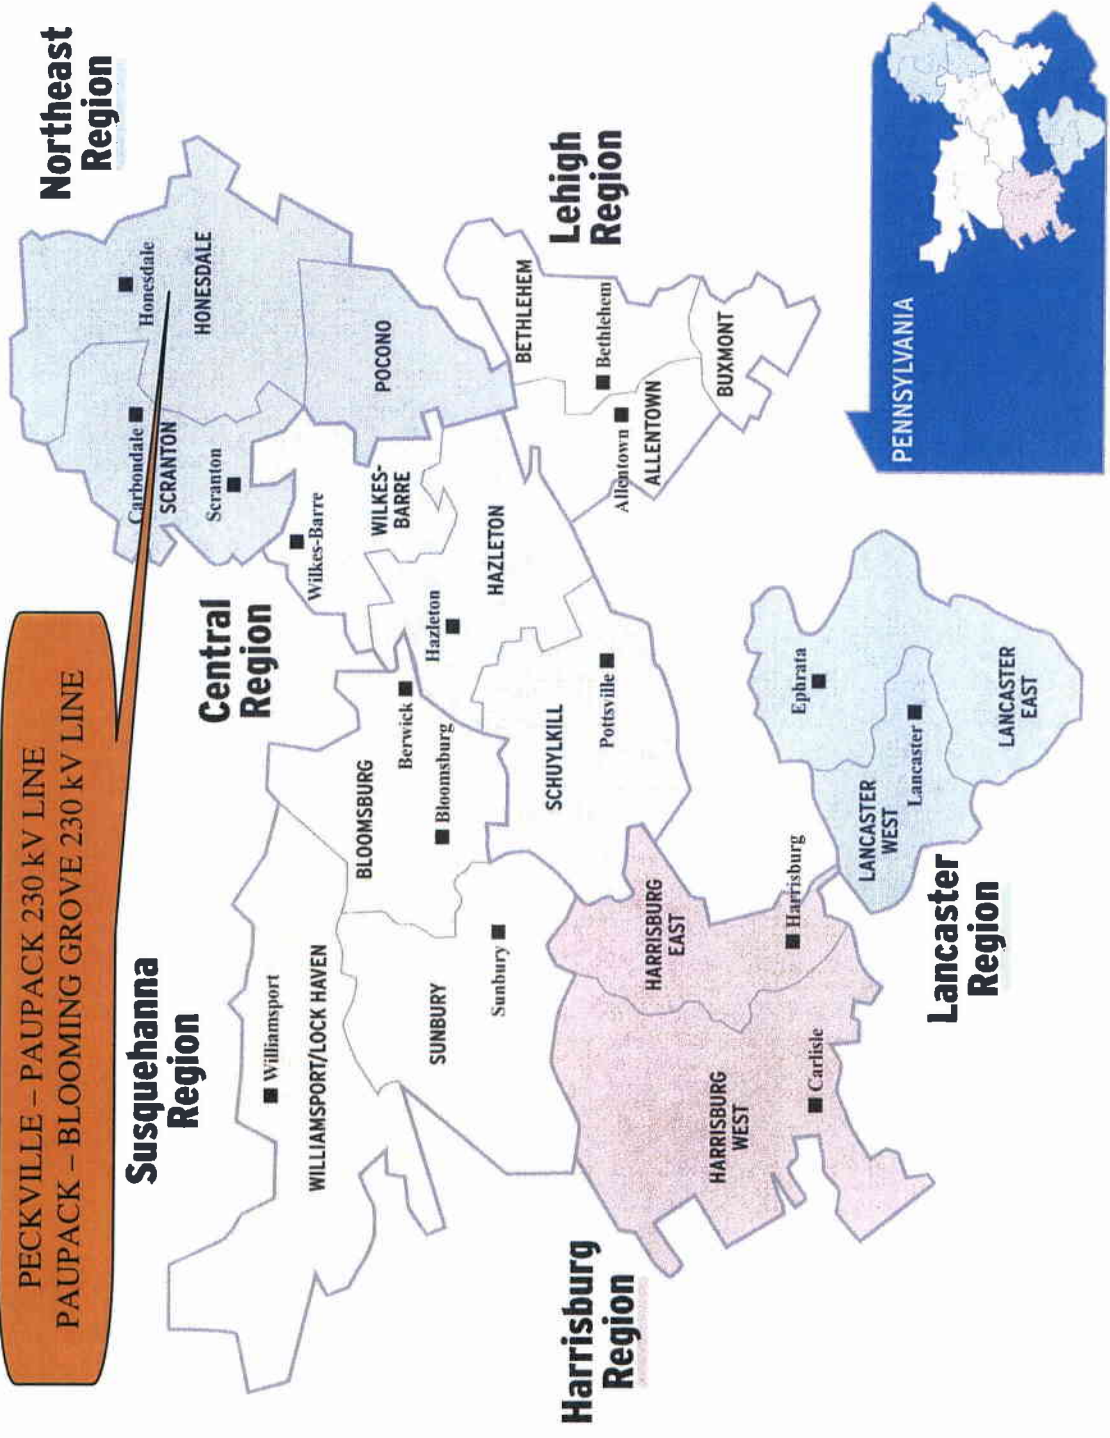 PECKVILLE – PAUPACK 230 kV LINE
PAUPACK – BLOOMING GROVE 230 kV LINE
Northeast
Region
Honesdale
HONESDALE
Carbondale
SCRANTON
Scranton
POCONO
Susquehanna
Region
Williamsport
WILLIAMSPORT/LOCK HAVEN
BLOOMSBURG
Berwick
Bloomsburg
SUNBURY
Sunbury
Central
Region
Wilkes-Barre
WILKES-
BARRE
Hazleton
HAZLETON
SCHUYLKILL
Pottsville
Lehigh
Region
BETHLEHEM
Bethlehem
Allentown
ALLENTOWN
BUXMONT
Harrisburg
Region
HARRISBURG
EAST
Harrisburg
HARRISBURG
WEST
Carlisle
Lancaster
Region
Ephrata
LANCASTER
WEST
Lancaster
LANCASTER
EAST
PENNSYLVANIA